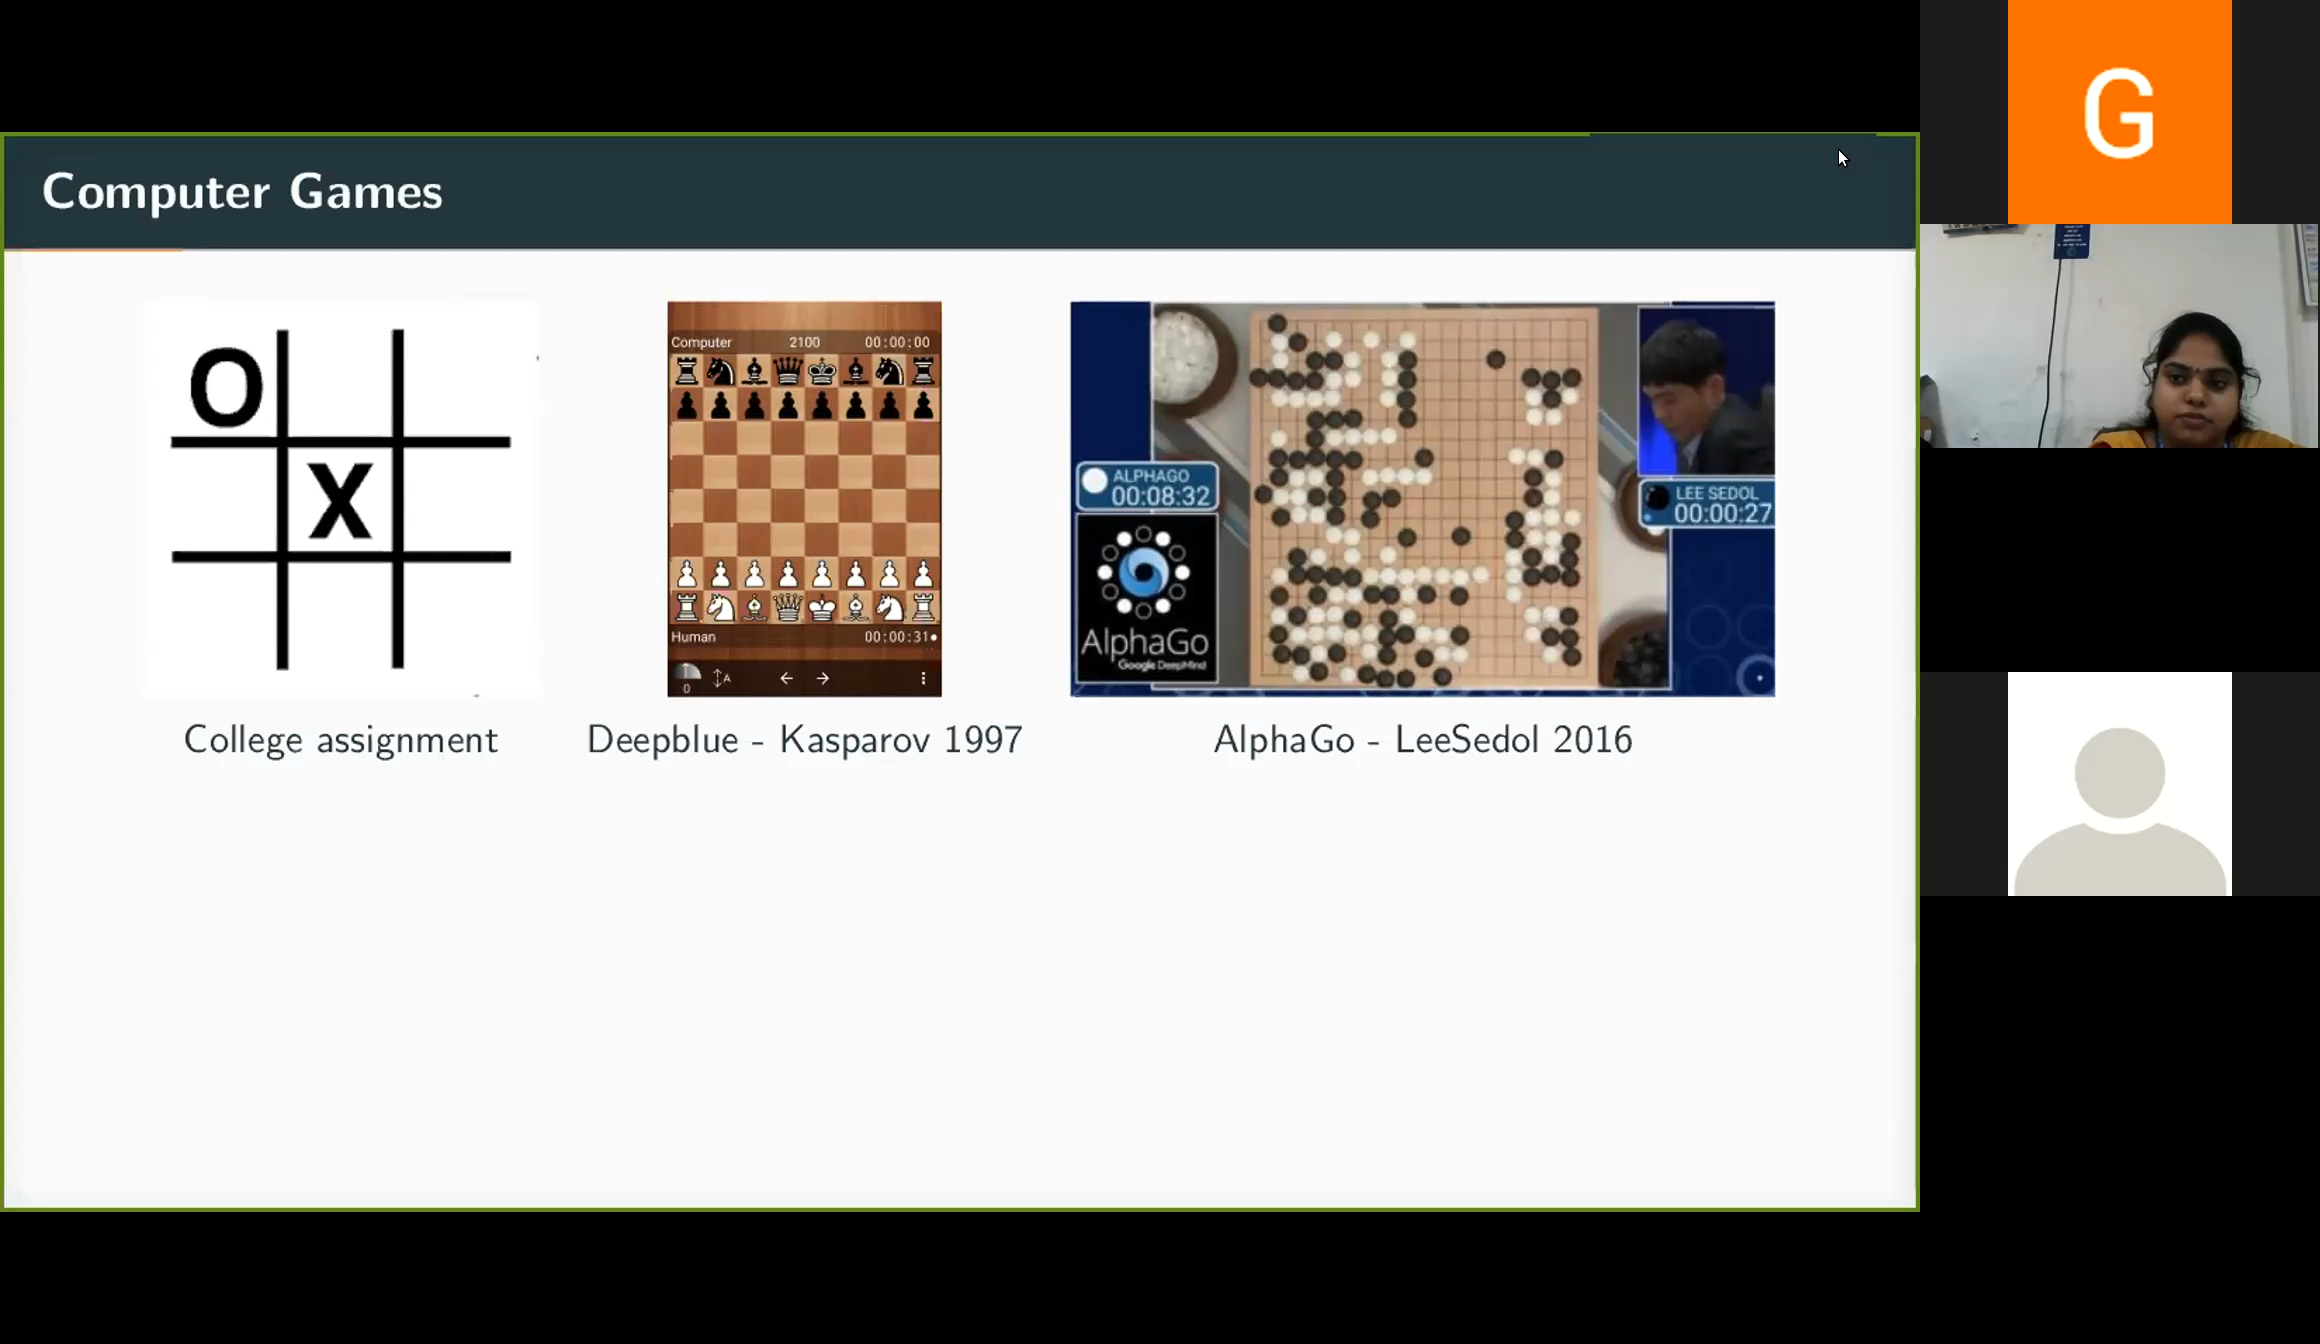 Computer Games
O
X
Computer 2100 00:00:00
Human 00:00:31
0
A
ALPHAGO
00:08:32
AlphaGo
Google DeepMind
LEE SEDOL
00:00:27
College assignment
Deepblue - Kasparov 1997
AlphaGo - LeeSedol 2016
G